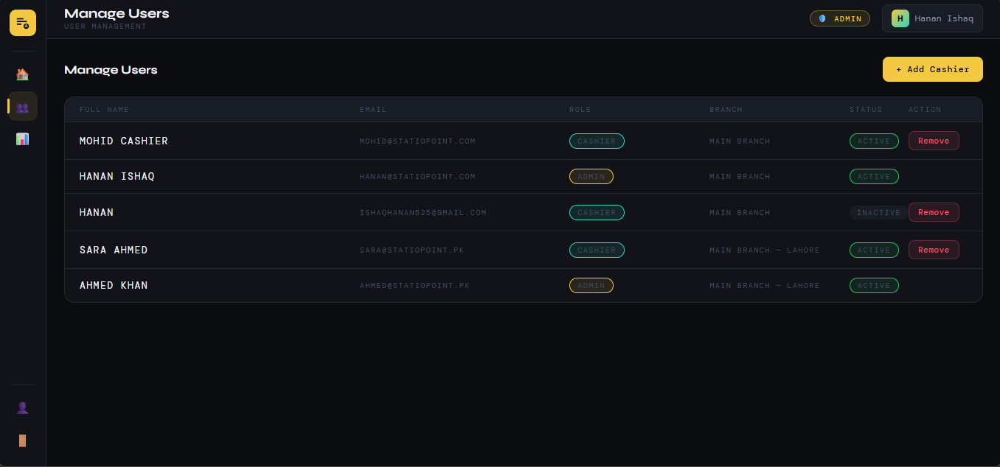 Manage Users
USER MANAGEMENT
ADMIN
H Hanan Ishaq
Manage Users
+ Add Cashier
FULL NAME EMAIL ROLE BRANCH STATUS ACTION
MOHID CASHIER MOHID@STATIOPOINT.COM CASHIER MAIN BRANCH ACTIVE Remove
HANAN ISHAQ HANAN@STATIOPOINT.COM ADMIN MAIN BRANCH ACTIVE
HANAN ISHAQHANAN525@GMAIL.COM CASHIER MAIN BRANCH INACTIVE Remove
SARA AHMED SARA@STATIOPOINT.PK CASHIER MAIN BRANCH — LAHORE ACTIVE Remove
AHMED KHAN AHMED@STATIOPOINT.PK ADMIN MAIN BRANCH — LAHORE ACTIVE